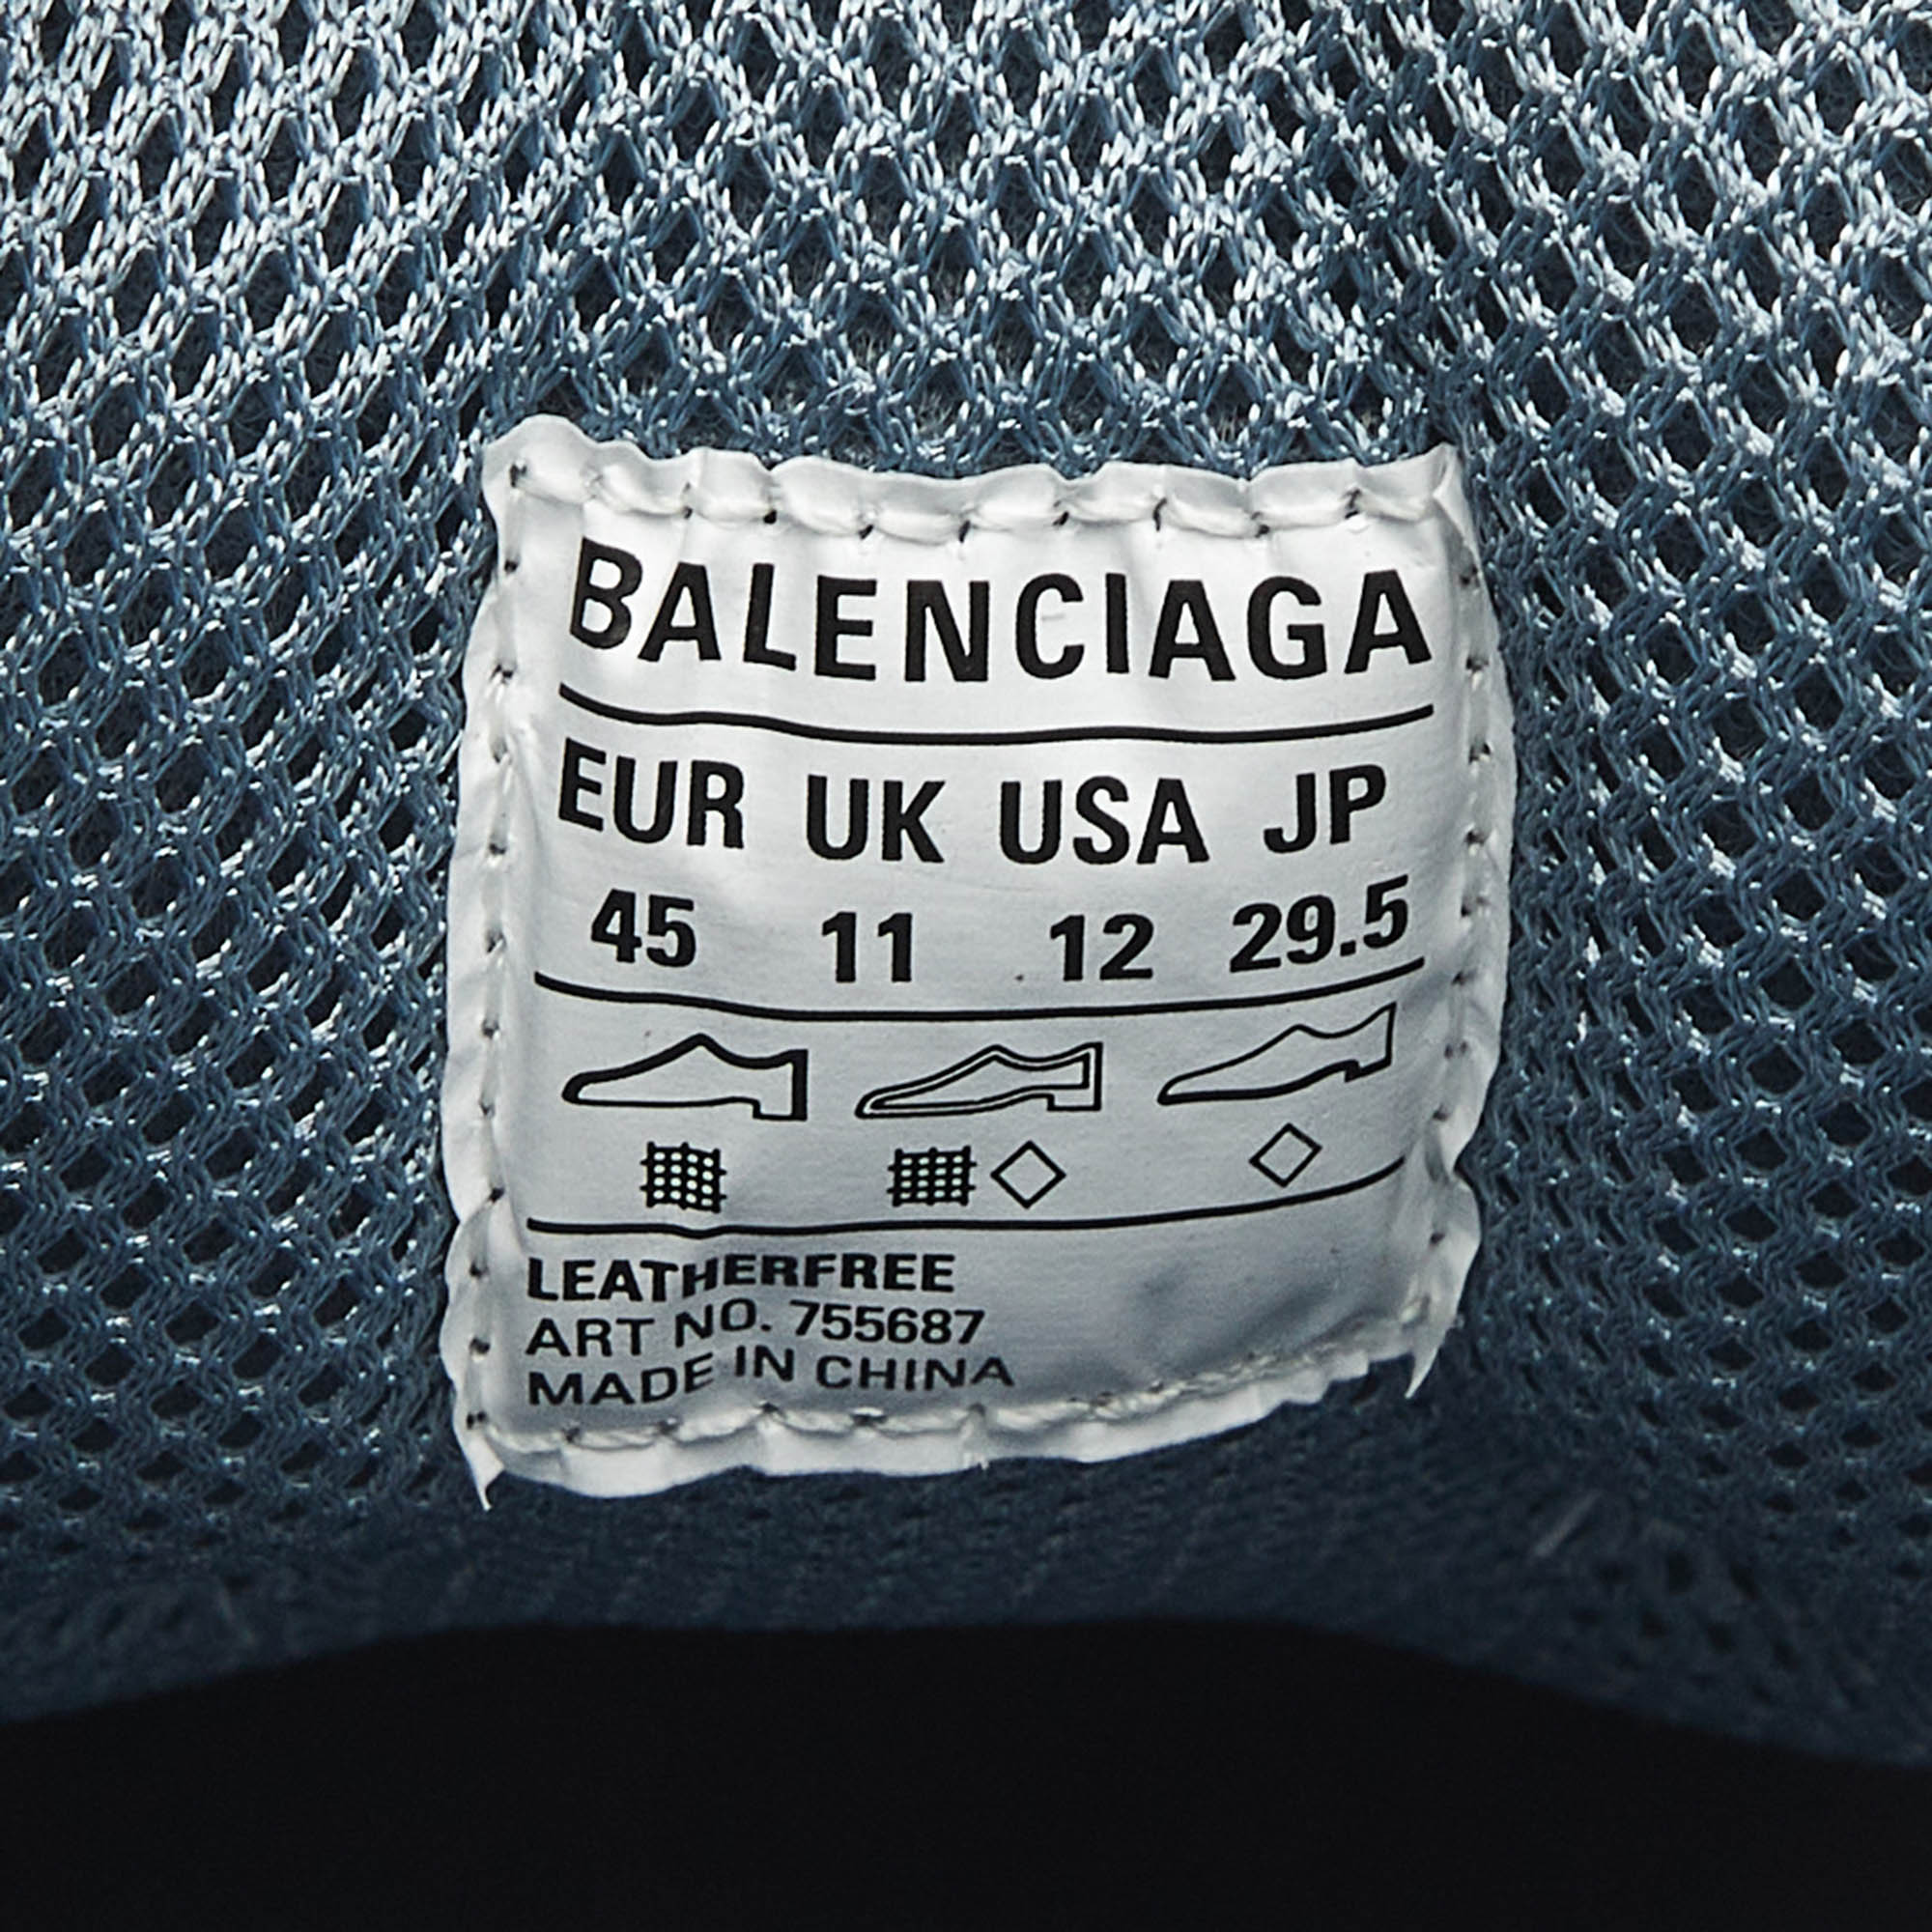 BALENCIAGA
EUR UK USA JP
45 11 12 29.5
LEATHERFREE
ART NO. 755687
MADE IN CHINA